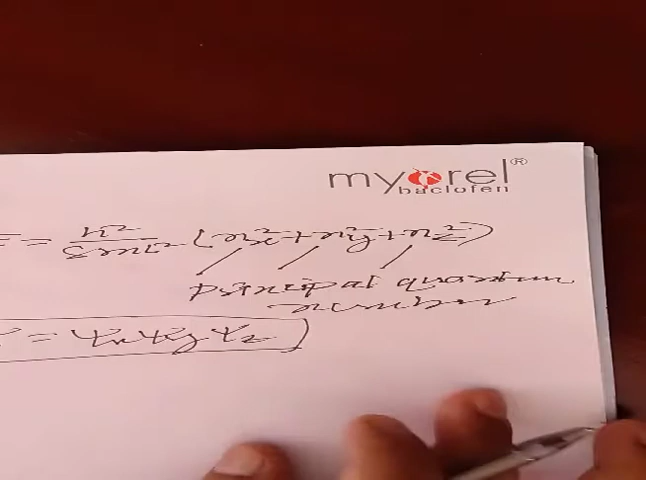 myorel®
baclofen
= h²/8mL² (nx² + ny² + nz²)
Principal quantum
number
= Ψx Ψy Ψz